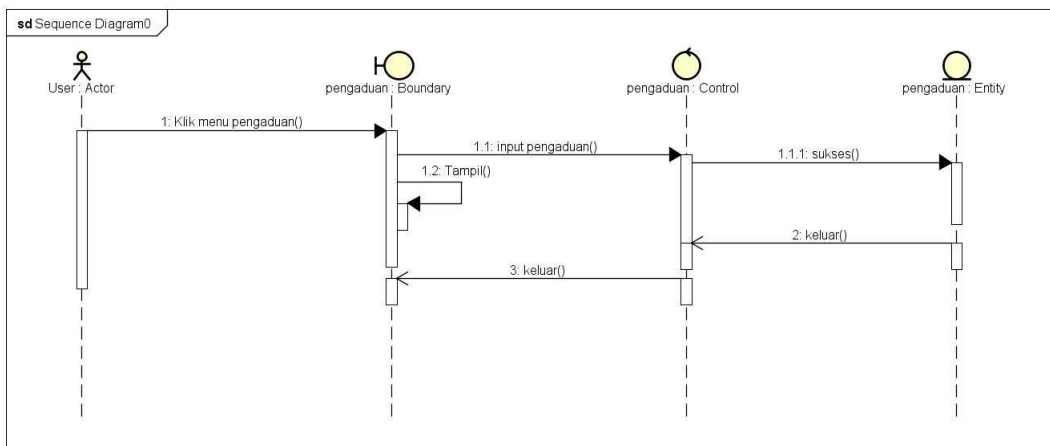 sd Sequence Diagram0
User : Actor
pengaduan : Boundary
pengaduan : Control
pengaduan : Entity
1: Klik menu pengaduan()
1.1: input pengaduan()
1.1.1: sukses()
1.2: Tampil()
2: keluar()
3: keluar()